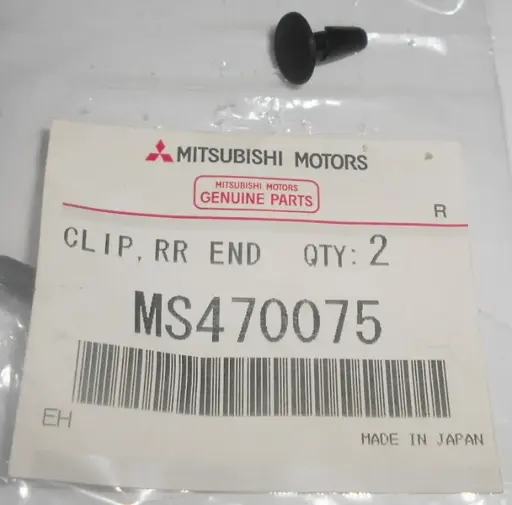 MITSUBISHI MOTORS
MITSUBISHI MOTORS
GENUINE PARTS
R
CLIP, RR END QTY: 2
MS470075
EH
MADE IN JAPAN